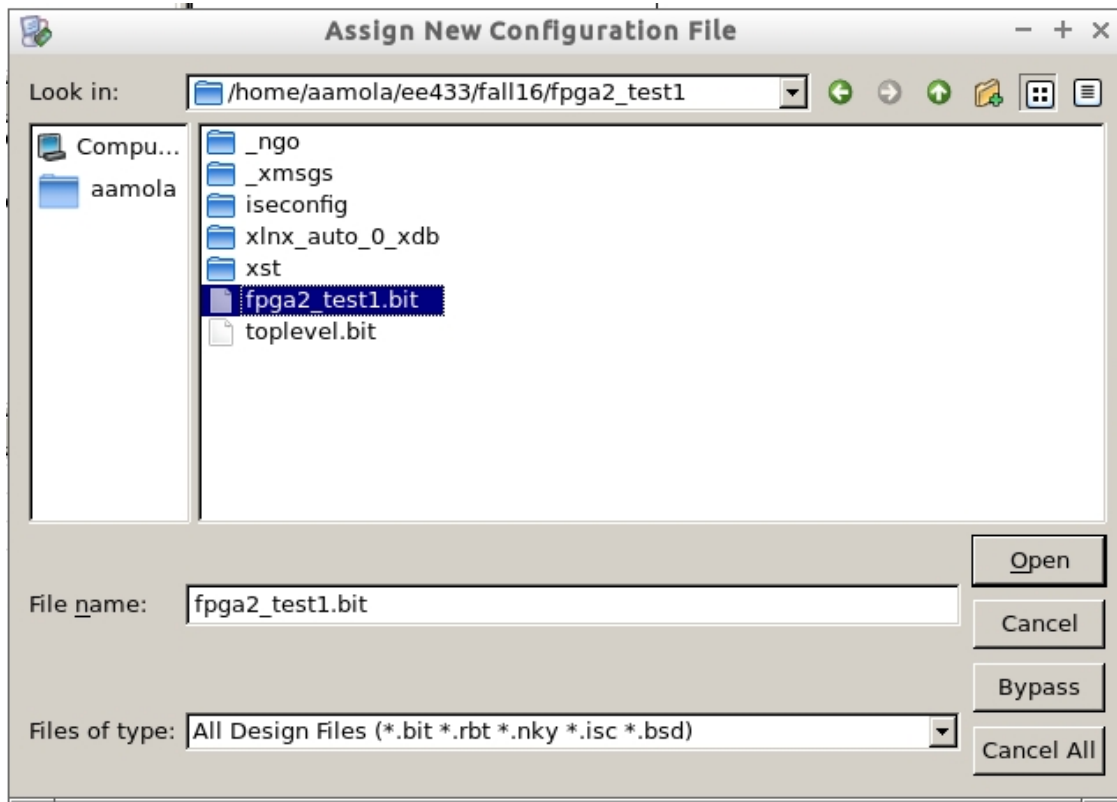 Assign New Configuration File
Look in:
/home/aamola/ee433/fall16/fpga2_test1
Compu...
aamola
_ngo
_xmsgs
iseconfig
xlnx_auto_0_xdb
xst
fpga2_test1.bit
toplevel.bit
Open
File name:
fpga2_test1.bit
Cancel
Bypass
Files of type:
All Design Files (*.bit *.rbt *.nky *.isc *.bsd)
Cancel All